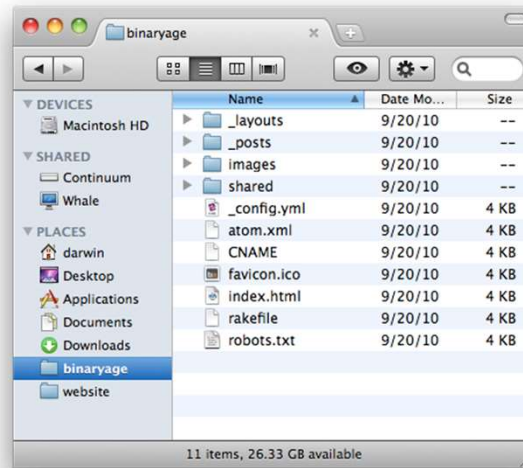 binaryage
DEVICES
Macintosh HD
SHARED
Continuum
Whale
PLACES
darwin
Desktop
Applications
Documents
Downloads
binaryage
website
Name Date Mo... Size
_layouts 9/20/10 --
_posts 9/20/10 --
images 9/20/10 --
shared 9/20/10 --
_config.yml 9/20/10 4 KB
atom.xml 9/20/10 4 KB
CNAME 9/20/10 4 KB
favicon.ico 9/20/10 4 KB
index.html 9/20/10 4 KB
rakefile 9/20/10 4 KB
robots.txt 9/20/10 4 KB
11 items, 26.33 GB available